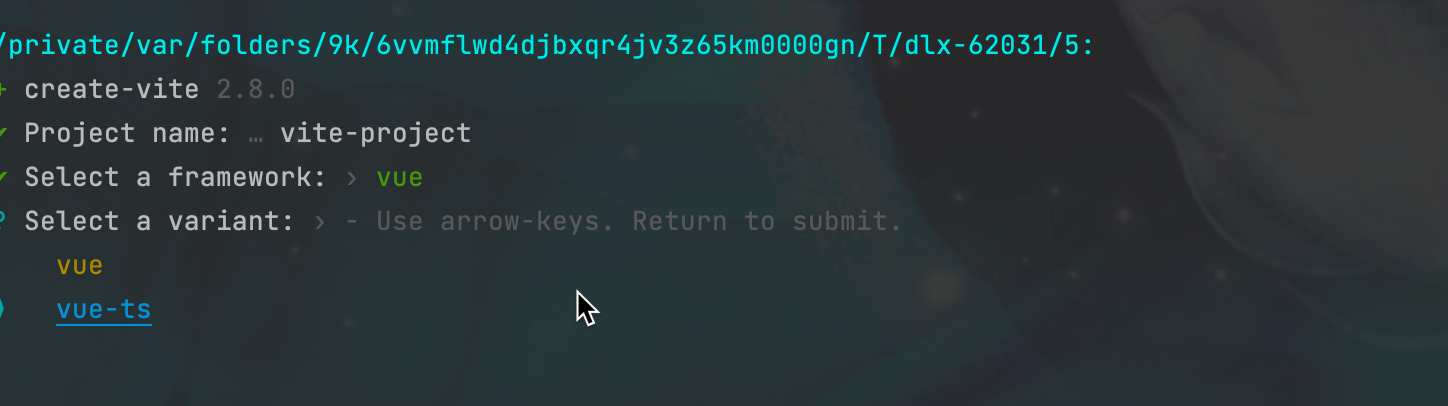 /private/var/folders/9k/6vvmflwd4djbxqr4jv3z65km0000gn/T/dlx-62031/5:
+ create-vite 2.8.0
✔ Project name: … vite-project
✔ Select a framework: › vue
? Select a variant: › - Use arrow-keys. Return to submit.
vue
❯ vue-ts